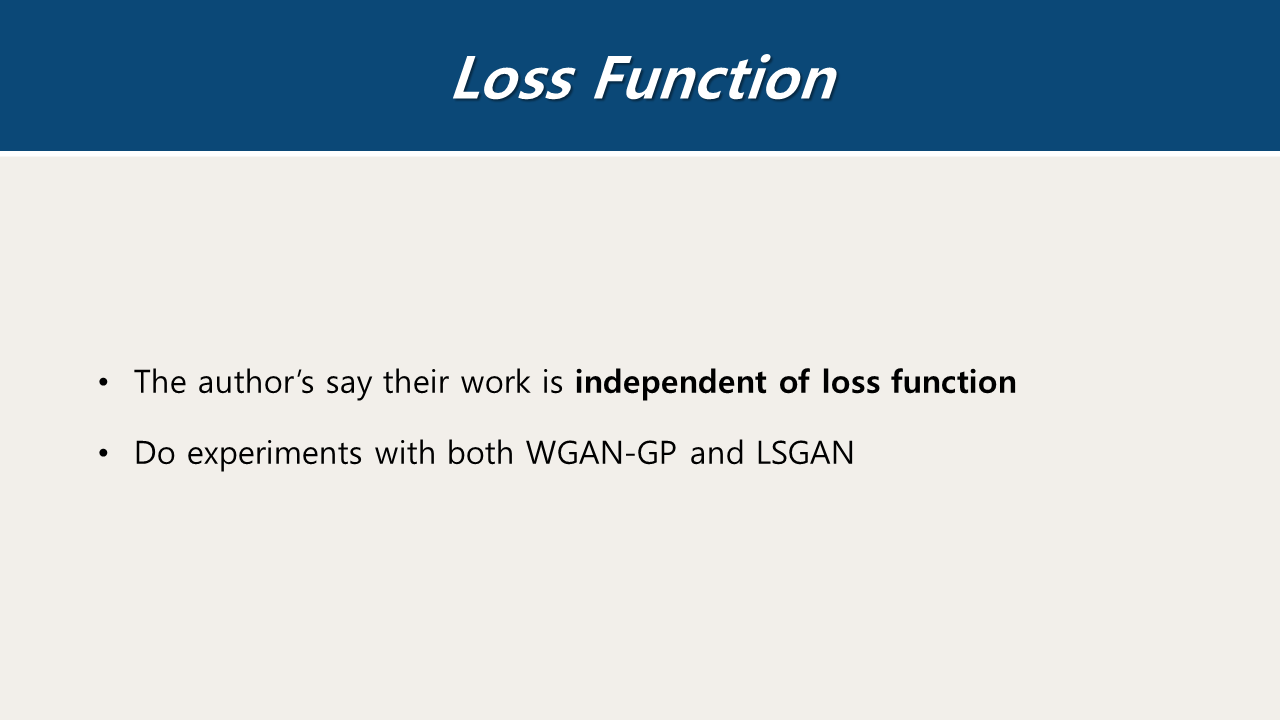 Loss Function
• The author’s say their work is independent of loss function
• Do experiments with both WGAN-GP and LSGAN